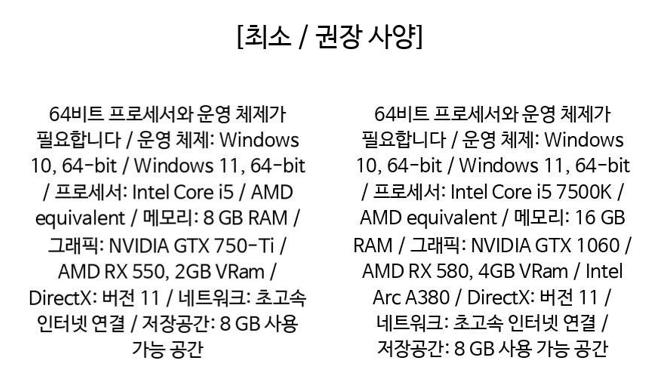 [최소 / 권장 사양]
64비트 프로세서와 운영 체제가
필요합니다 / 운영 체제: Windows
10, 64-bit / Windows 11, 64-bit
/ 프로세서: Intel Core i5 / AMD
equivalent / 메모리: 8 GB RAM /
그래픽: NVIDIA GTX 750-Ti /
AMD RX 550, 2GB VRam /
DirectX: 버전 11 / 네트워크: 초고속
인터넷 연결 / 저장공간: 8 GB 사용
가능 공간
64비트 프로세서와 운영 체제가
필요합니다 / 운영 체제: Windows
10, 64-bit / Windows 11, 64-bit
/ 프로세서: Intel Core i5 7500K /
AMD equivalent / 메모리: 16 GB
RAM / 그래픽: NVIDIA GTX 1060 /
AMD RX 580, 4GB VRam / Intel
Arc A380 / DirectX: 버전 11 /
네트워크: 초고속 인터넷 연결 /
저장공간: 8 GB 사용 가능 공간